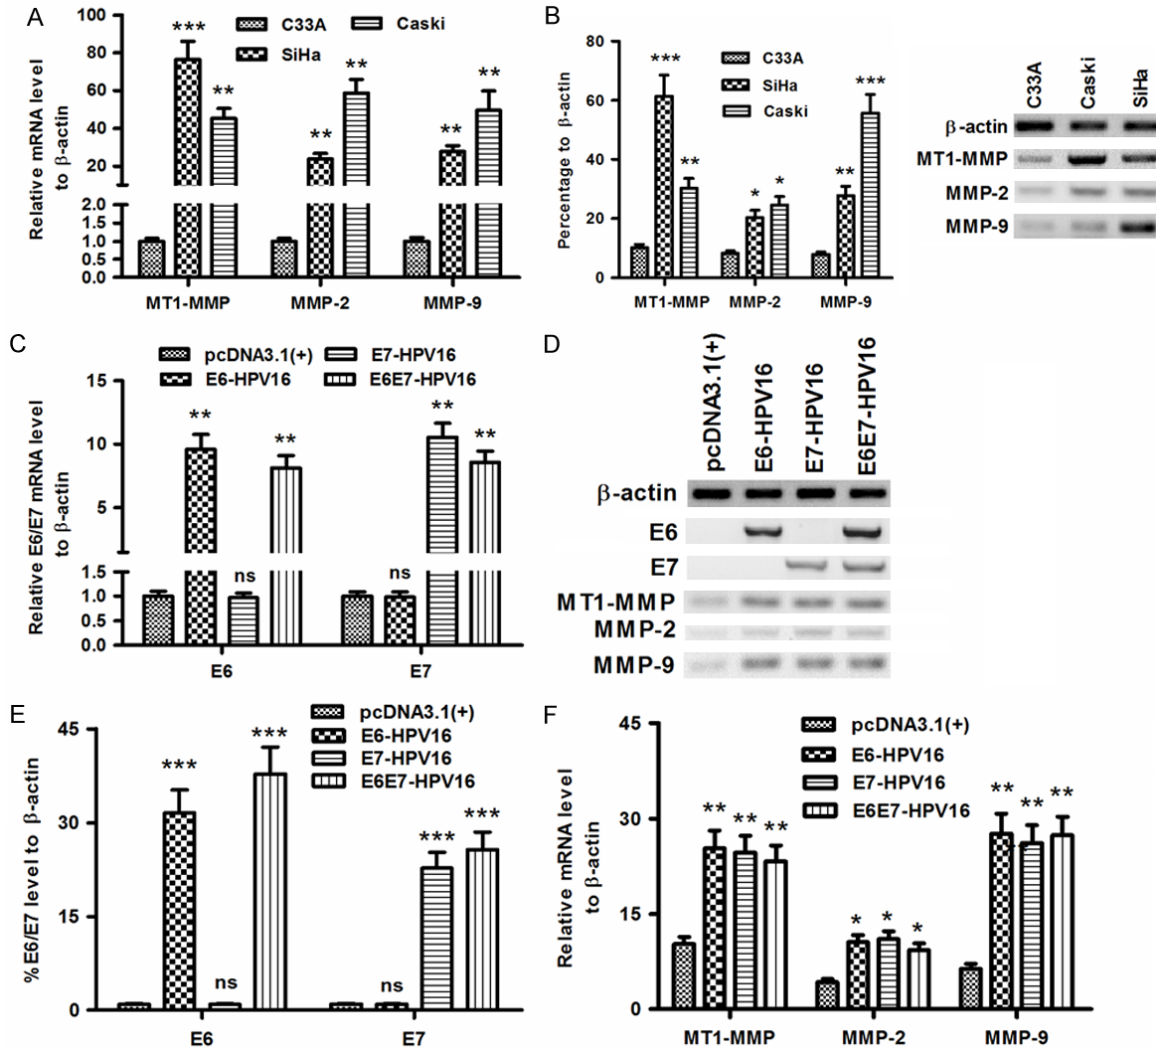 A
Relative mRNA level
to β-actin
100
80
60
40
20
2.0
1.5
1.0
0.5
0.0
C33A
Caski
SiHa
***
**
**
**
**
**
MT1-MMP
MMP-2
MMP-9
B
Percentage to β-actin
80
60
40
20
0
C33A
SiHa
Caski
***
**
*
*
**
***
MT1-MMP
MMP-2
MMP-9
C33A
Caski
SiHa
β-actin
MT1-MMP
MMP-2
MMP-9
C
Relative E6/E7 mRNA level
to β-actin
15
10
5
1.5
1.0
0.5
0.0
pcDNA3.1(+)
E7-HPV16
E6-HPV16
E6E7-HPV16
**
ns
**
ns
**
**
E6
E7
D
pcDNA3.1(+)
E6-HPV16
E7-HPV16
E6E7-HPV16
β-actin
E6
E7
MT1-MMP
MMP-2
MMP-9
E
%E6/E7 level to β-actin
45
30
15
0
pcDNA3.1(+)
E6-HPV16
E7-HPV16
E6E7-HPV16
***
ns
***
ns
***
***
E6
E7
F
Relative mRNA level
to β-actin
45
30
15
0
pcDNA3.1(+)
E6-HPV16
E7-HPV16
E6E7-HPV16
**
**
**
*
*
*
**
**
**
**
MT1-MMP
MMP-2
MMP-9